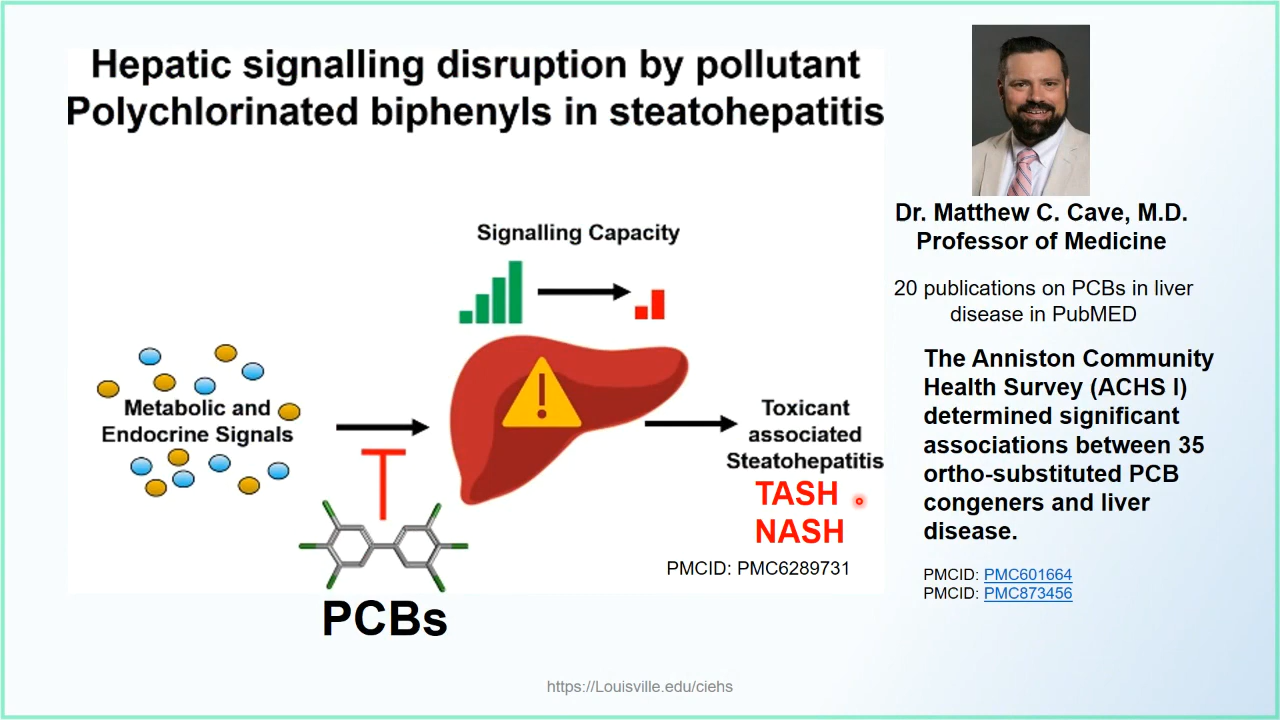 Hepatic signalling disruption by pollutant
Polychlorinated biphenyls in steatohepatitis
Signalling Capacity
Metabolic and
Endocrine Signals
Toxicant
associated
Steatohepatitis
TASH
NASH
PMCID: PMC6289731
PCBs
Dr. Matthew C. Cave, M.D.
Professor of Medicine
20 publications on PCBs in liver
disease in PubMED
The Anniston Community
Health Survey (ACHS I)
determined significant
associations between 35
ortho-substituted PCB
congeners and liver
disease.
PMCID: PMC601664
PMCID: PMC873456
https://Louisville.edu/ciehs